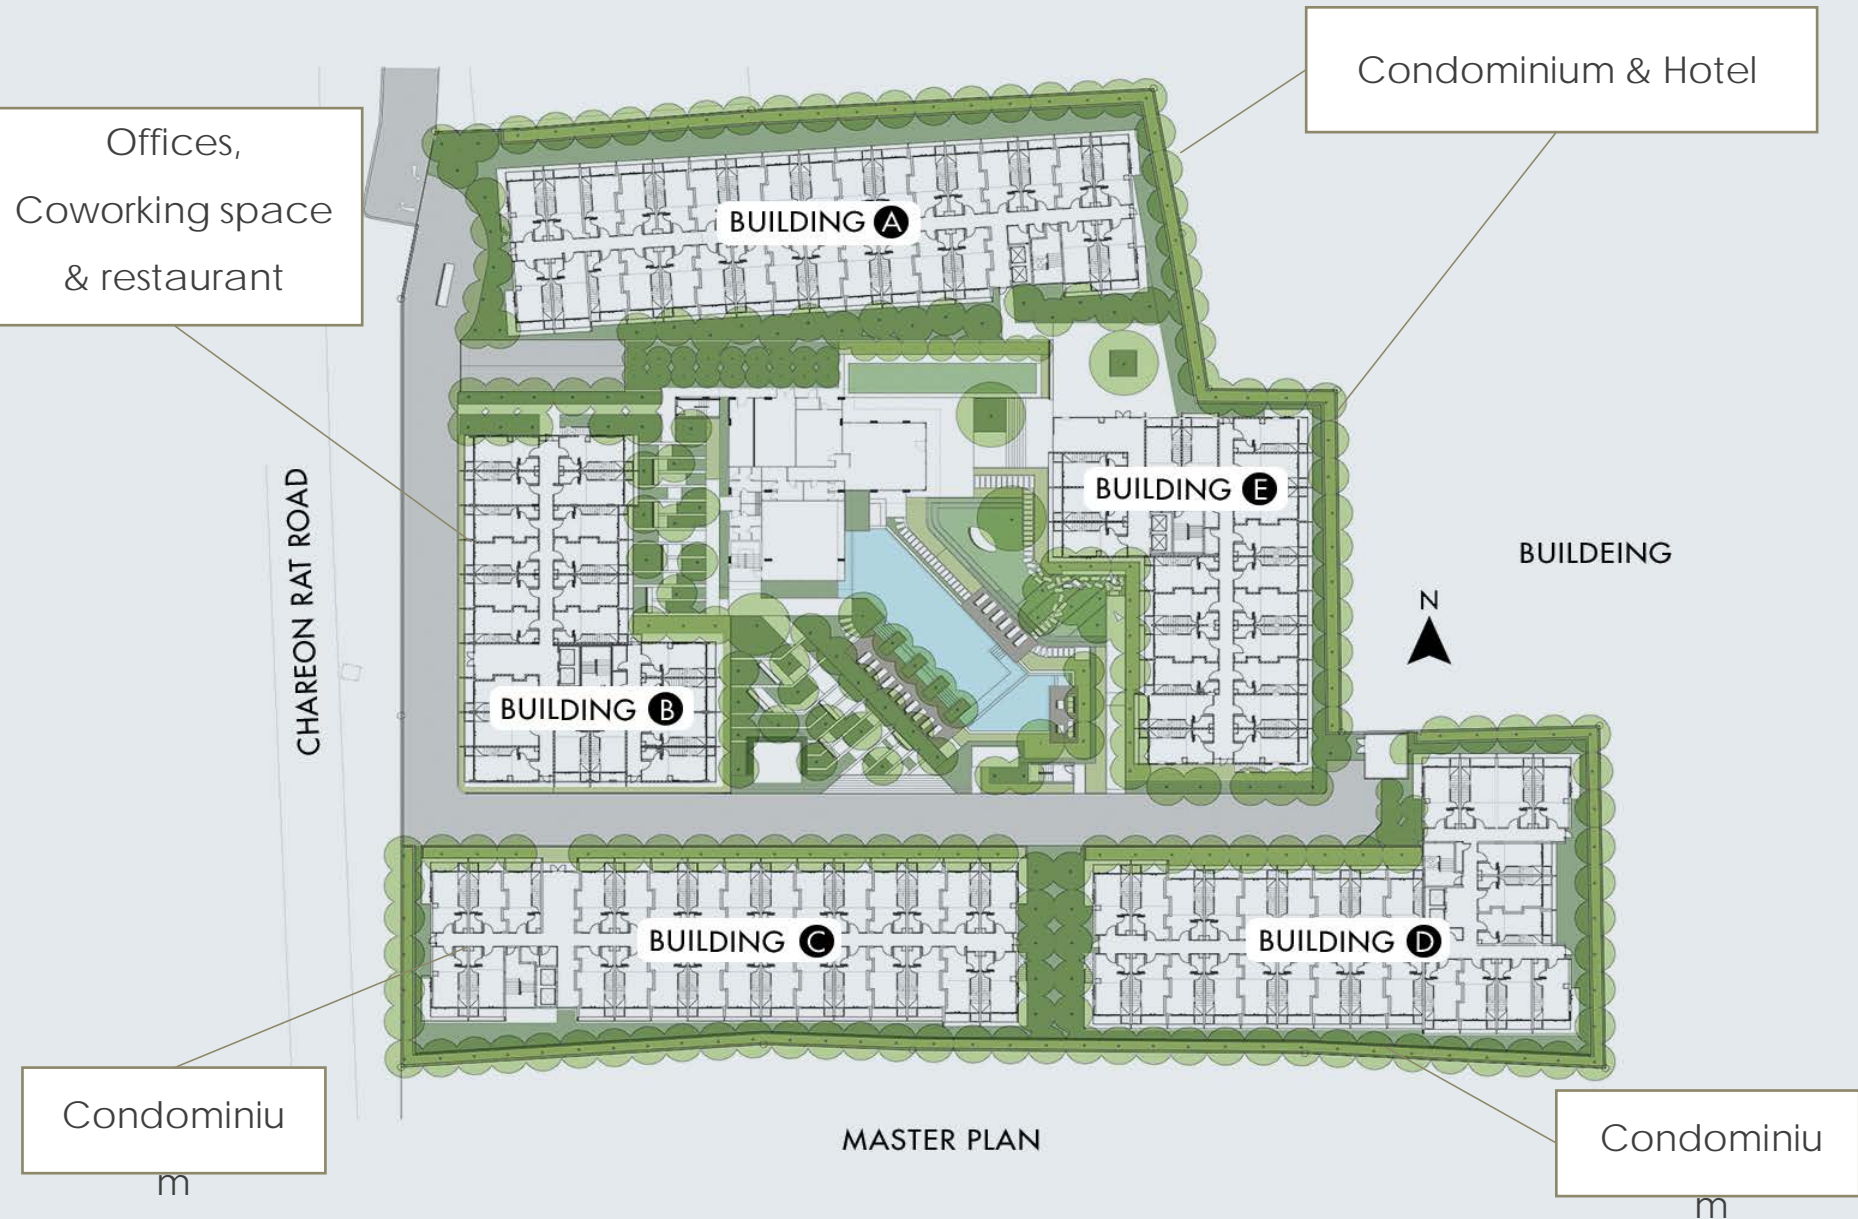 Condominium & Hotel
Offices,
Coworking space
& restaurant
BUILDING A
BUILDING E
CHAREON RAT ROAD
BUILDEING
N
BUILDING B
BUILDING C
BUILDING D
Condominiu
m
MASTER PLAN
Condominiu
m